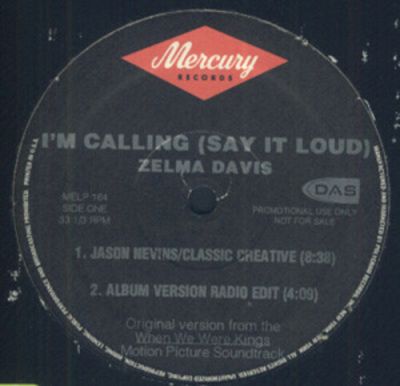 Mercury
RECORDS
I'M CALLING (SAY IT LOUD)
ZELMA DAVIS
MELP 164
SIDE ONE
33 1/3 RPM
DAS
PROMOTIONAL USE ONLY
NOT FOR SALE
1. JASON NEVINS/CLASSIC CREATIVE (8:38)
2. ALBUM VERSION RADIO EDIT (4:09)
Original version from the
When We Were Kings
Motion Picture Soundtrack